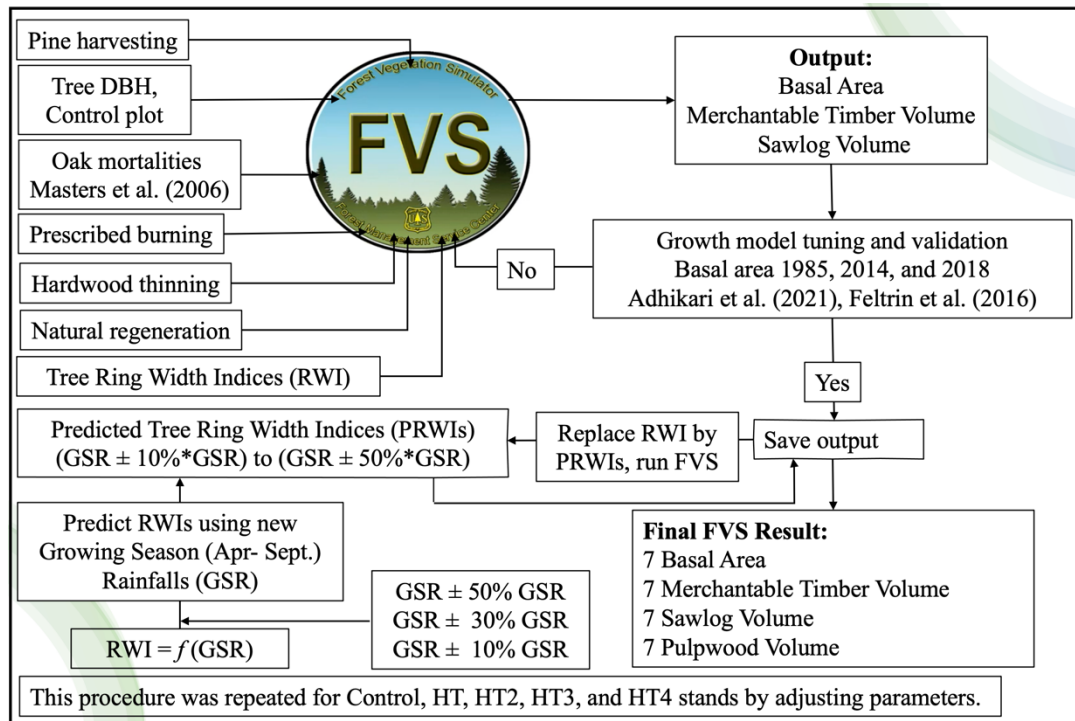 Pine harvesting
Tree DBH,
Control plot
Oak mortalities
Masters et al. (2006)
Prescribed burning
Hardwood thinning
Natural regeneration
Tree Ring Width Indices (RWI)
Forest Vegetation Simulator
FVS
Forest Management Service Center
Output:
Basal Area
Merchantable Timber Volume
Sawlog Volume
Growth model tuning and validation
Basal area 1985, 2014, and 2018
Adhikari et al. (2021), Feltrin et al. (2016)
No
Yes
Save output
Replace RWI by
PRWIs, run FVS
Predicted Tree Ring Width Indices (PRWIs)
(GSR ± 10%*GSR) to (GSR ± 50%*GSR)
Predict RWIs using new
Growing Season (Apr- Sept.)
Rainfalls (GSR)
RWI = f (GSR)
GSR ± 50% GSR
GSR ± 30% GSR
GSR ± 10% GSR
Final FVS Result:
7 Basal Area
7 Merchantable Timber Volume
7 Sawlog Volume
7 Pulpwood Volume
This procedure was repeated for Control, HT, HT2, HT3, and HT4 stands by adjusting parameters.